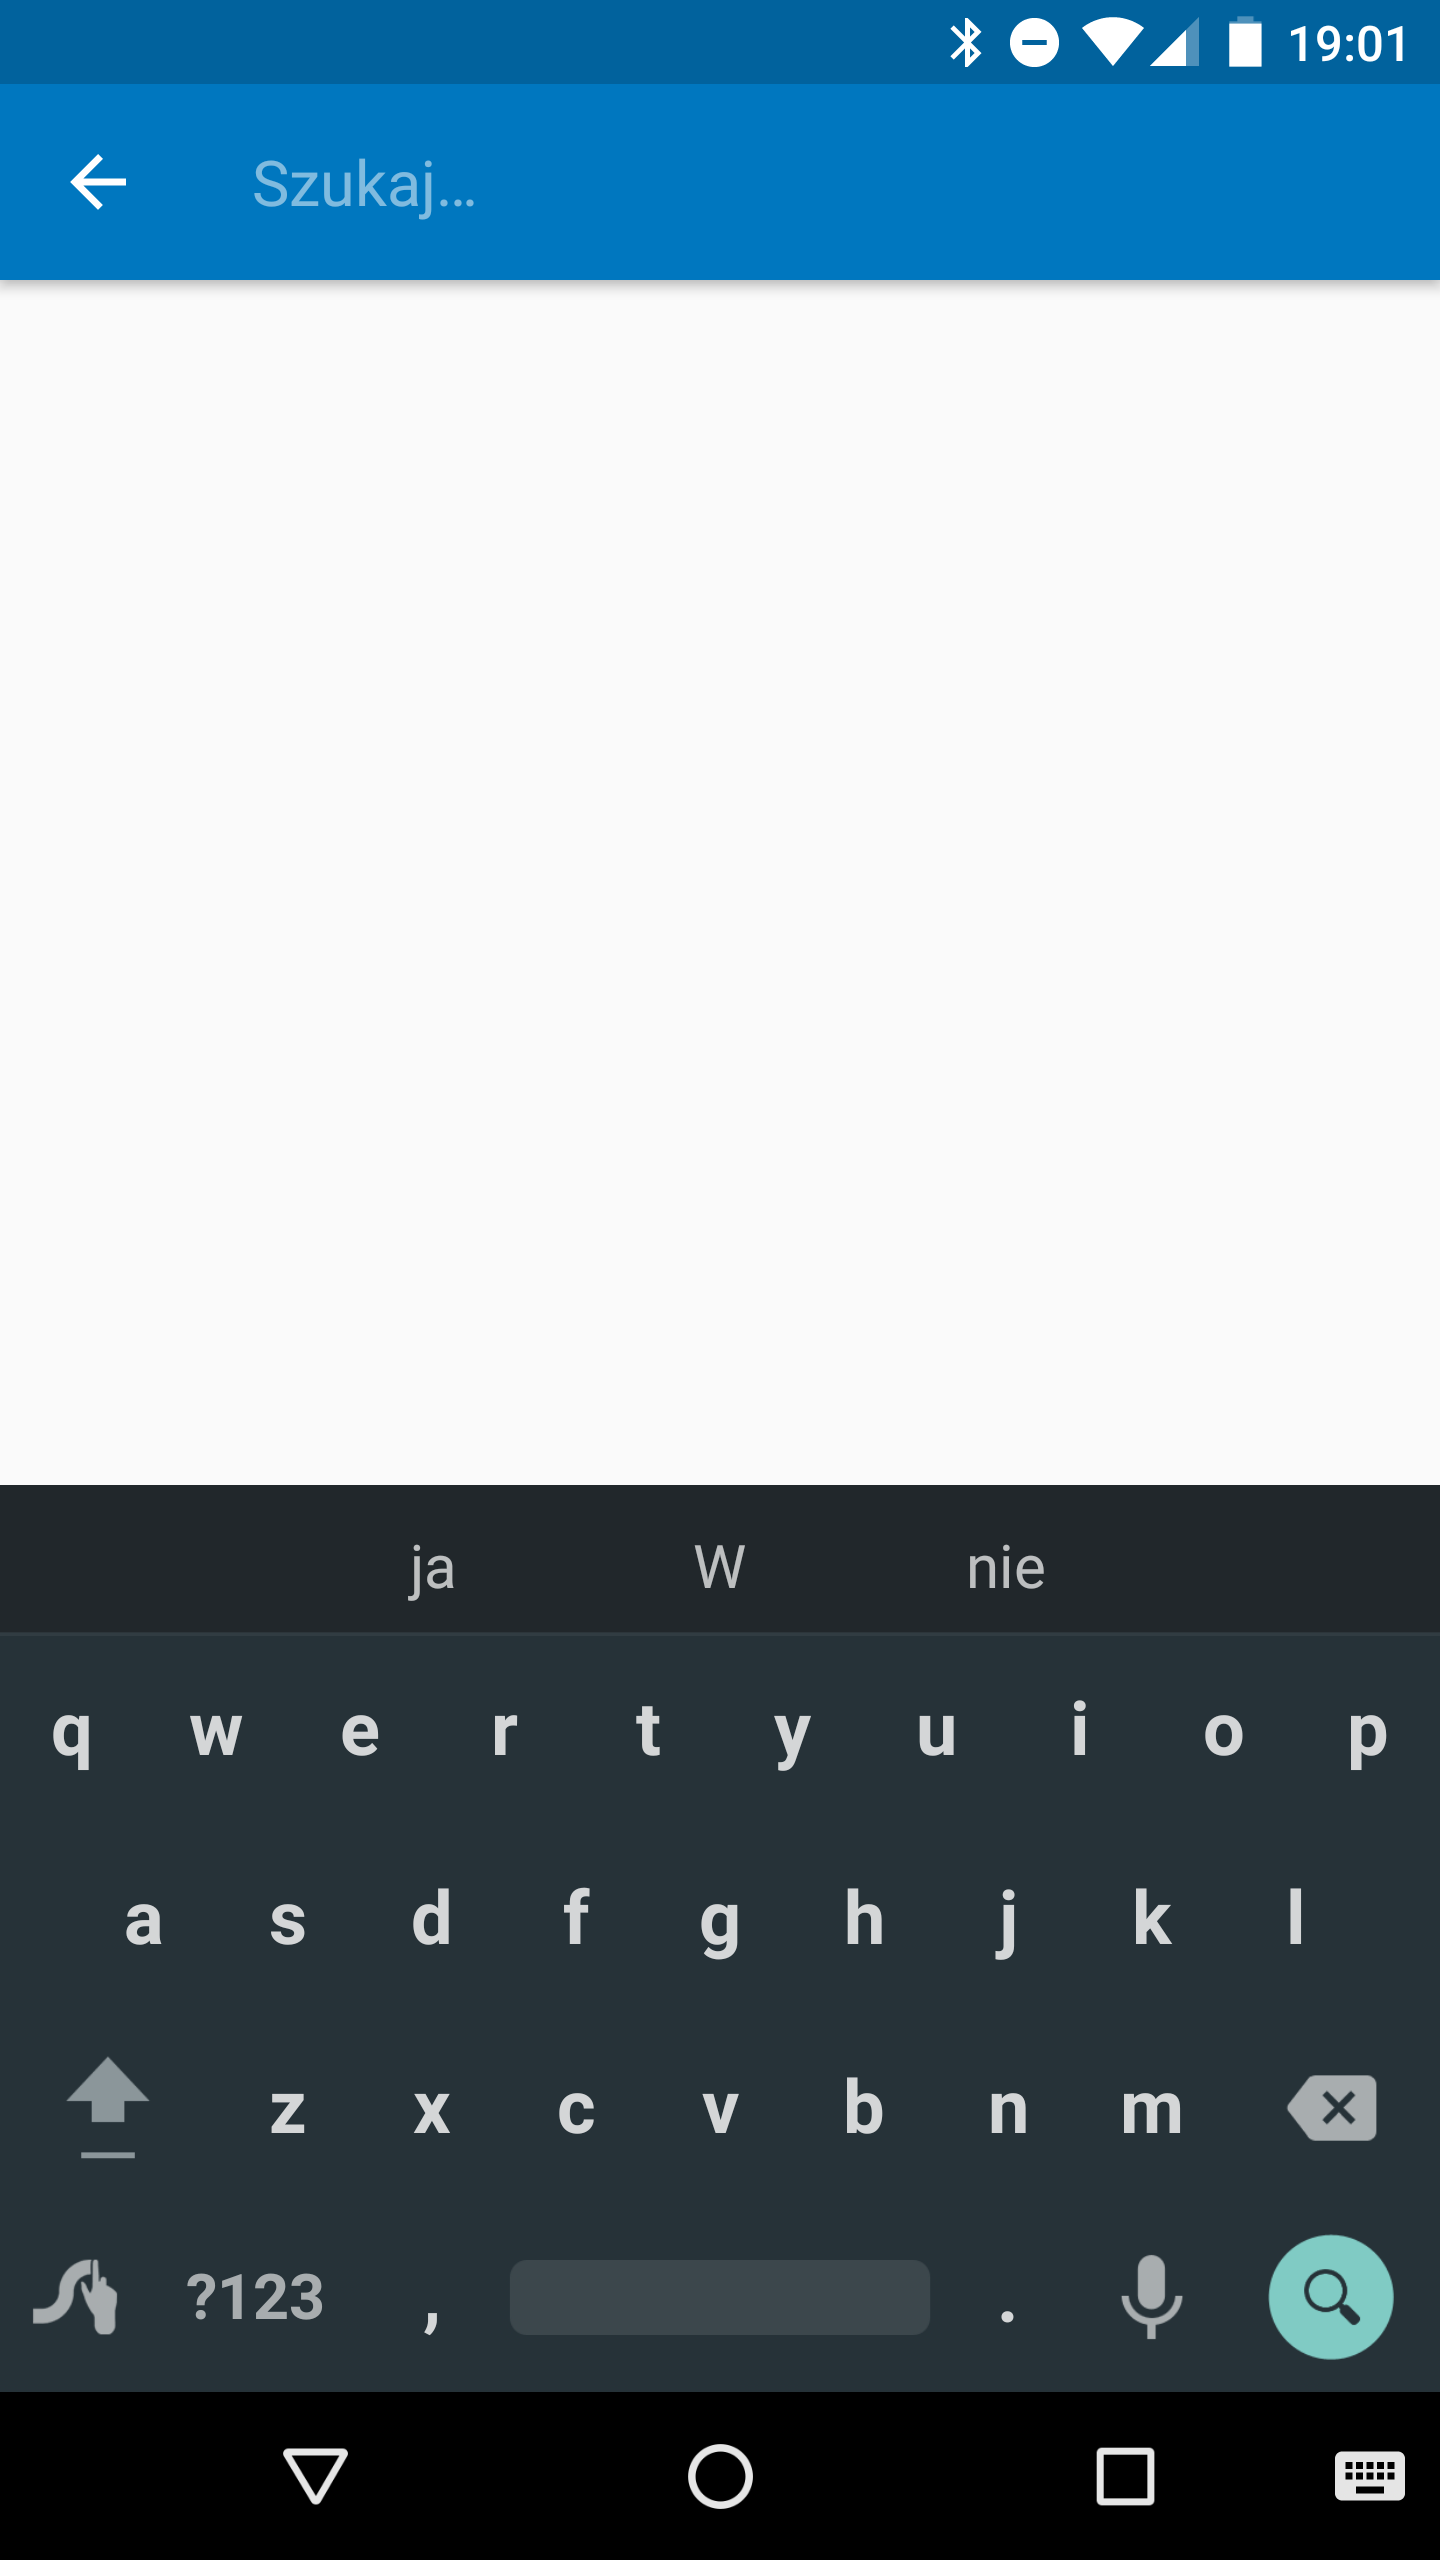 19:01
Szukaj…
ja W nie
q w e r t y u i o p
a s d f g h j k l
z x c v b n m
?123 , .